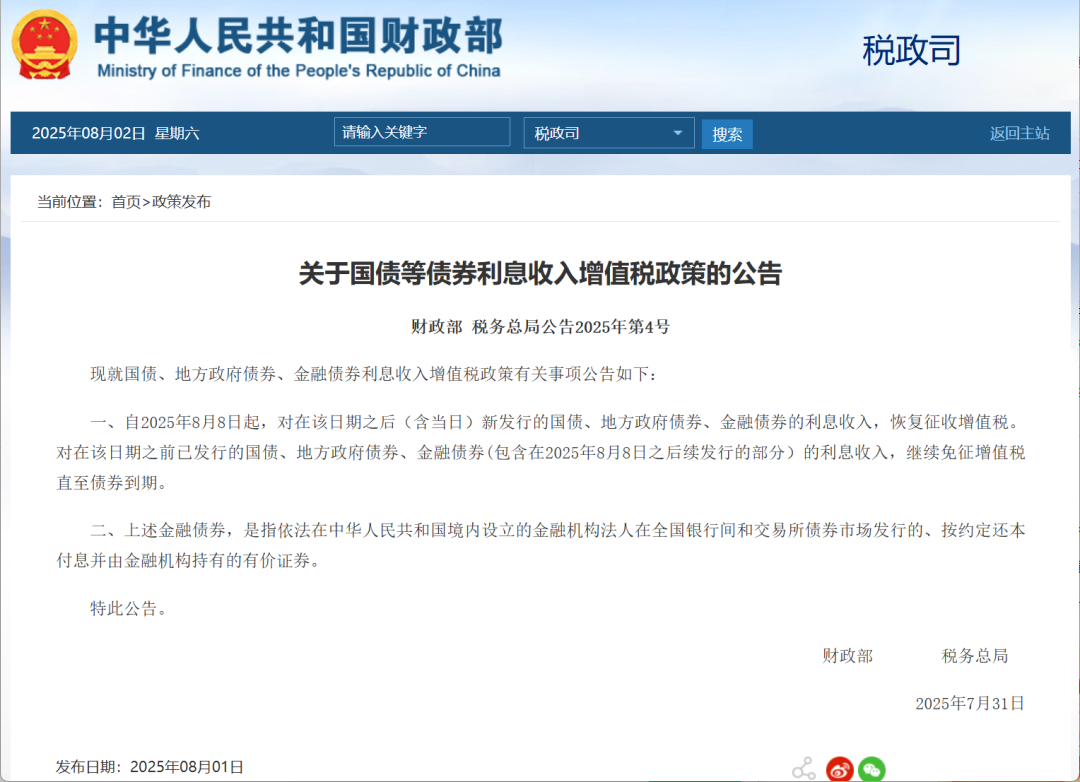 中华人民共和国财政部
Ministry of Finance of the People's Republic of China
税政司
2025年08月02日 星期六
请输入关键字
税政司
搜索
返回主站
当前位置：首页>政策发布
关于国债等债券利息收入增值税政策的公告
财政部 税务总局公告2025年第4号
现就国债、地方政府债券、金融债券利息收入增值税政策有关事项公告如下：
一、自2025年8月8日起，对在该日期之后（含当日）新发行的国债、地方政府债券、金融债券的利息收入，恢复征收增值税。
对在该日期之前已发行的国债、地方政府债券、金融债券(包含在2025年8月8日之后续发行的部分）的利息收入，继续免征增值税
直至债券到期。
二、上述金融债券，是指依法在中华人民共和国境内设立的金融机构法人在全国银行间和交易所债券市场发行的、按约定还本
付息并由金融机构持有的有价证券。
特此公告。
财政部 税务总局
2025年7月31日
发布日期：2025年08月01日